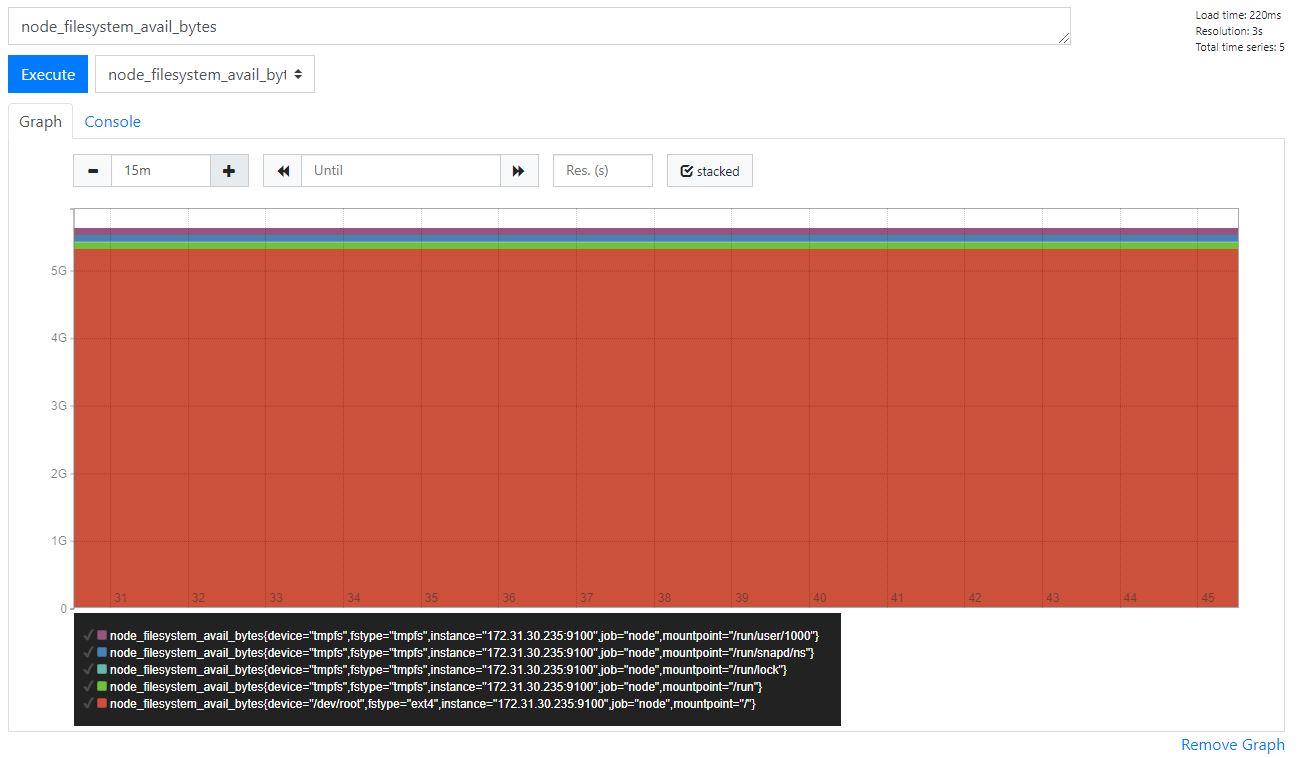 node_filesystem_avail_bytes
Load time: 220ms
Resolution: 3s
Total time series: 5
Execute
node_filesystem_avail_byt
Graph Console
15m Until Res. (s) stacked
5G
4G
3G
2G
1G
0
31 32 33 34 35 36 37 38 39 40 41 42 43 44 45
node_filesystem_avail_bytes{device="tmpfs",fstype="tmpfs",instance="172.31.30.235:9100",job="node",mountpoint="/run/user/1000"}
node_filesystem_avail_bytes{device="tmpfs",fstype="tmpfs",instance="172.31.30.235:9100",job="node",mountpoint="/run/snapd/ns"}
node_filesystem_avail_bytes{device="tmpfs",fstype="tmpfs",instance="172.31.30.235:9100",job="node",mountpoint="/run/lock"}
node_filesystem_avail_bytes{device="tmpfs",fstype="tmpfs",instance="172.31.30.235:9100",job="node",mountpoint="/run"}
node_filesystem_avail_bytes{device="/dev/root",fstype="ext4",instance="172.31.30.235:9100",job="node",mountpoint="/"}
Remove Graph